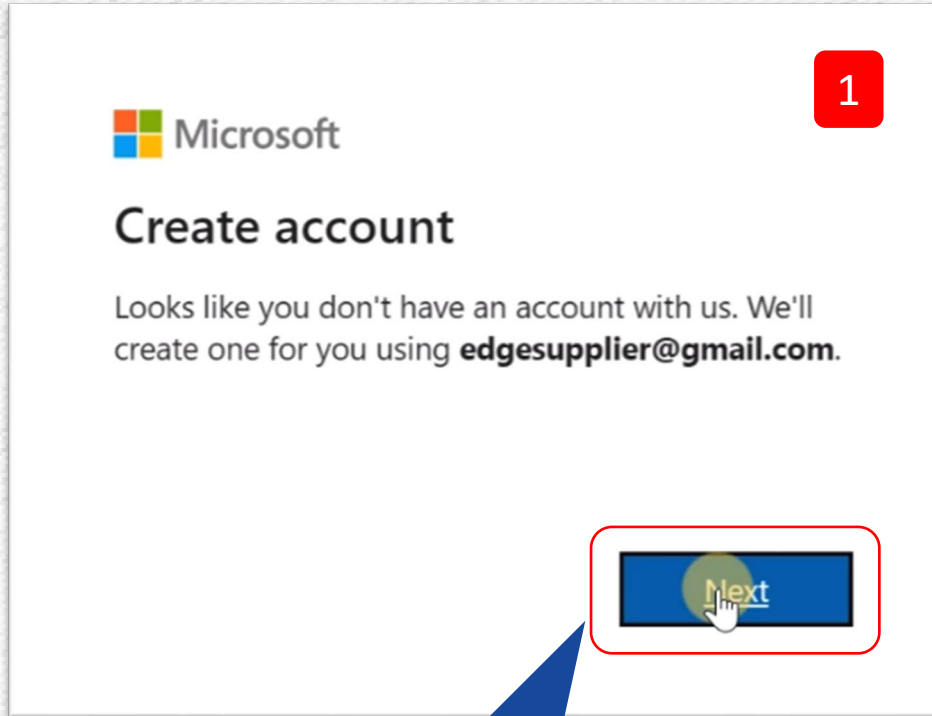 1
Microsoft
Create account
Looks like you don't have an account with us. We'll
create one for you using edgesupplier@gmail.com.
Next